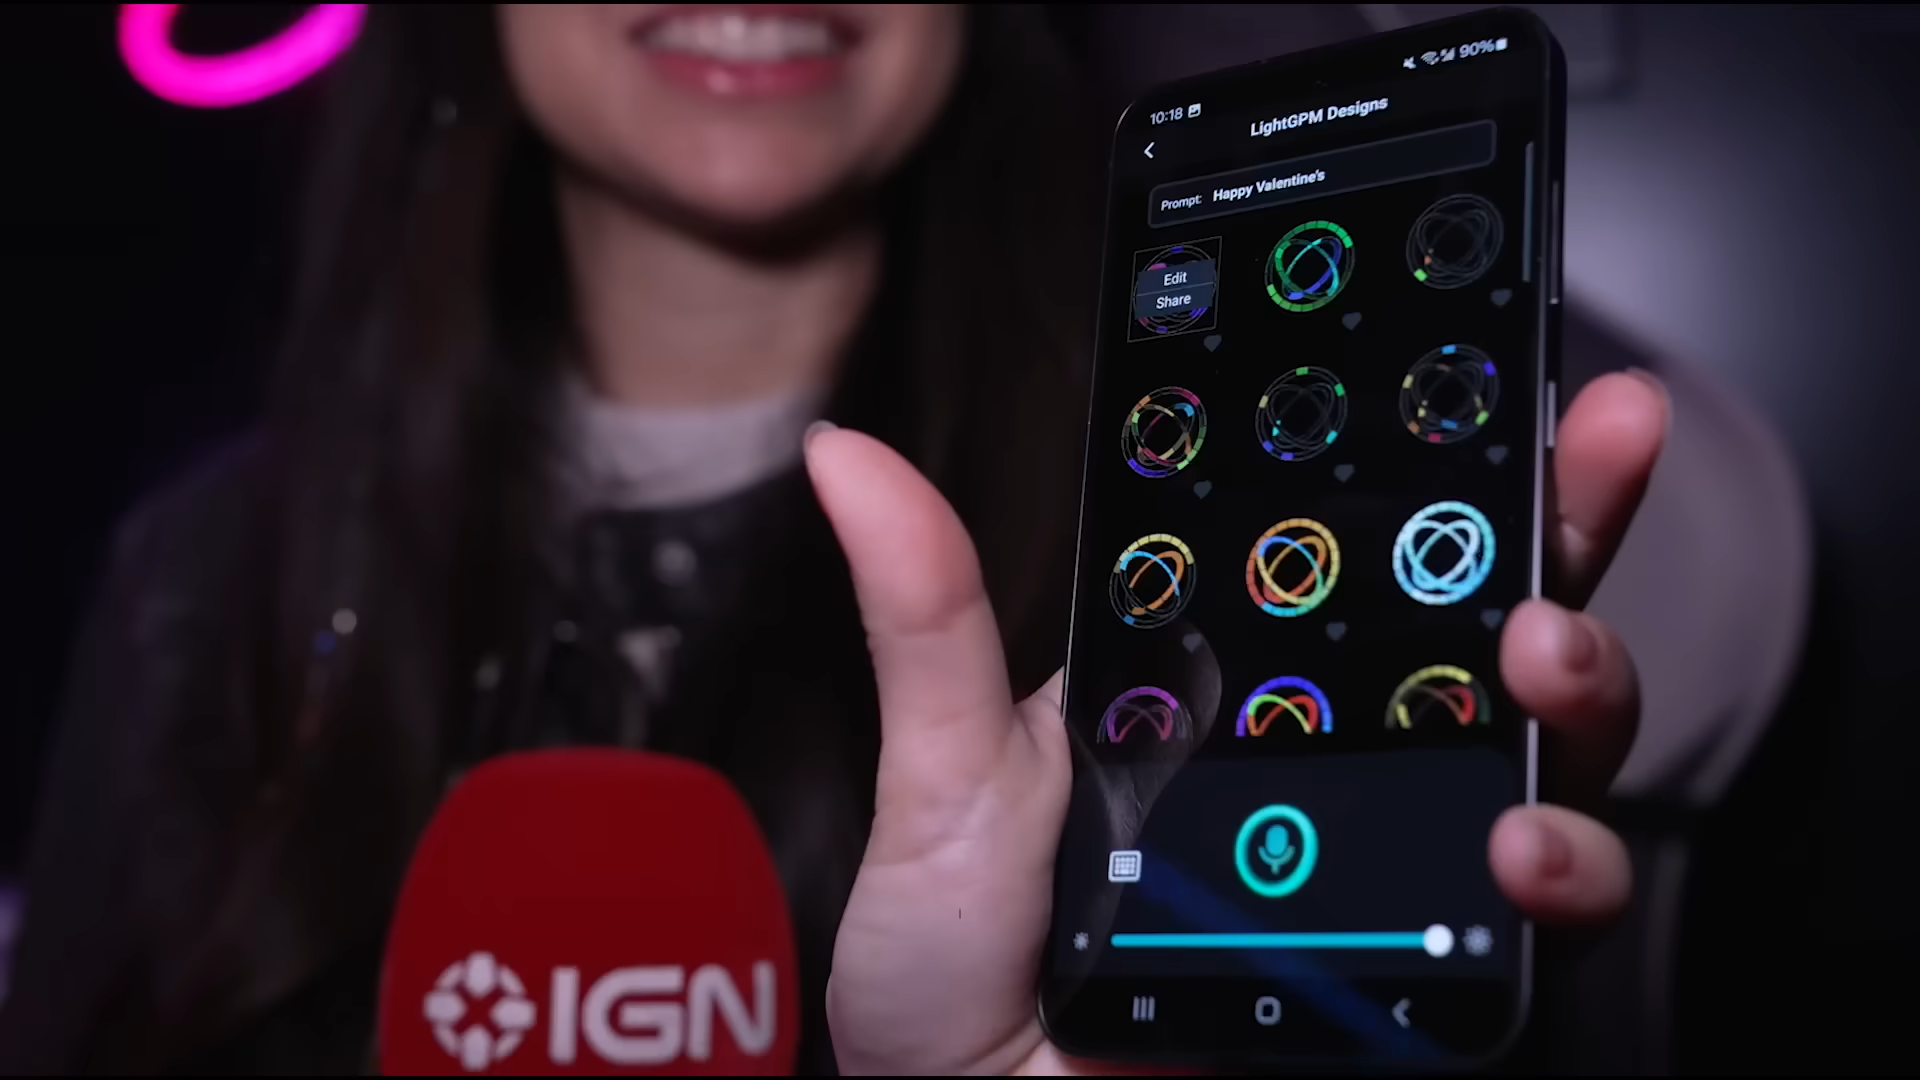 10:18
90%
LightGPM Designs
Prompt: Happy Valentine's
Edit
Share
IGN